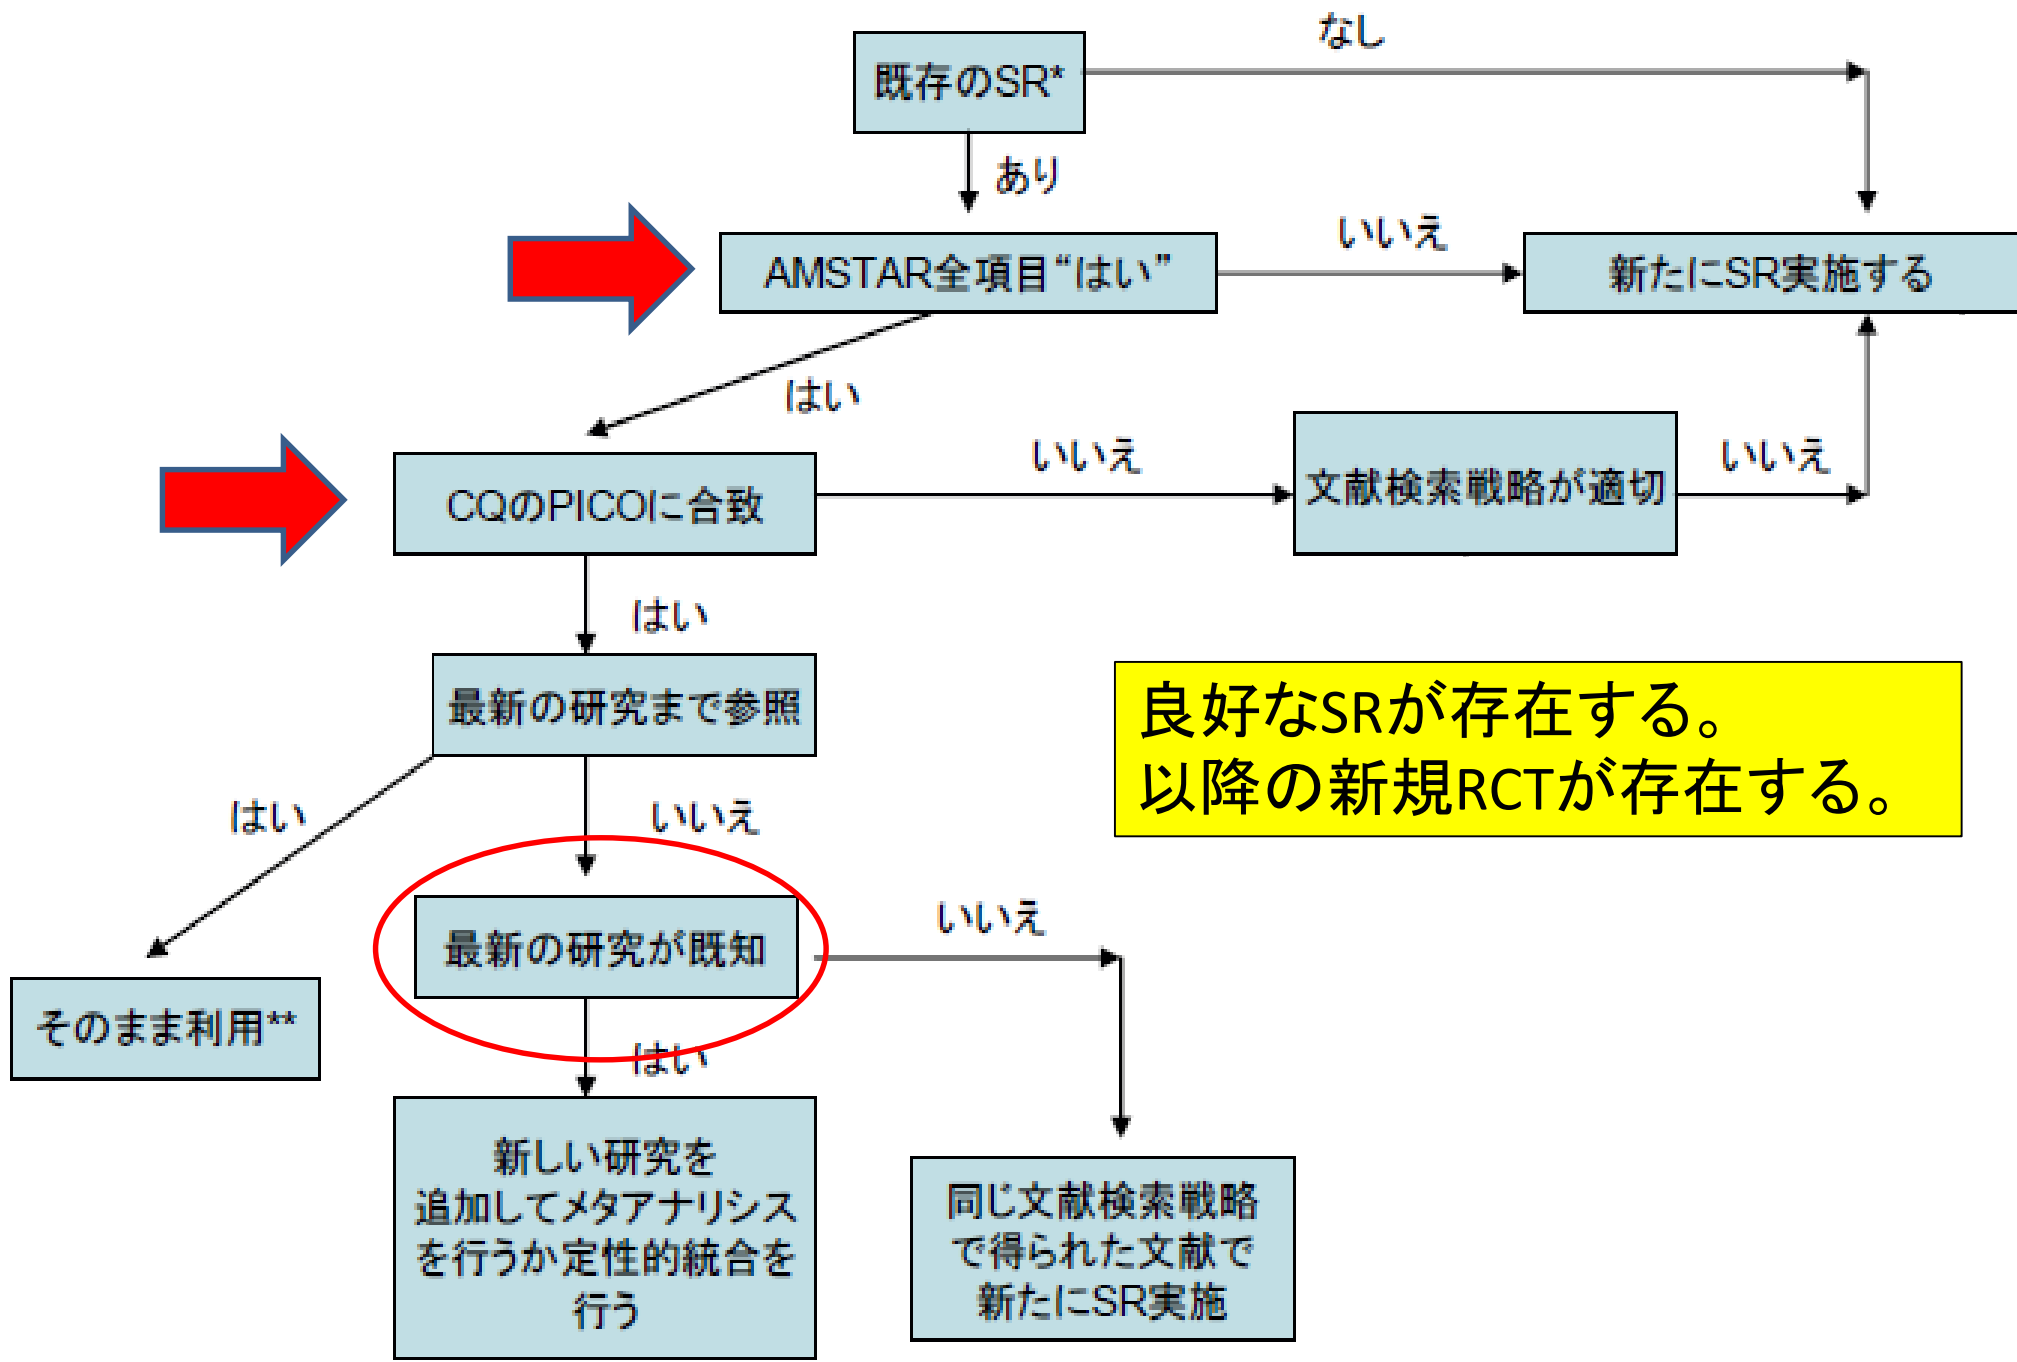 なし
既存のSR*
あり
いいえ
AMSTAR全項目“はい”
新たにSR実施する
はい
いいえ
文献検索戦略が適切
いいえ
CQのPICOに合致
はい
最新の研究まで参照
良好なSRが存在する。
以降の新規RCTが存在する。
はい
いいえ
最新の研究が既知
いいえ
そのまま利用**
はい
新しい研究を
追加してメタアナリシス
を行うか定性的統合を
行う
同じ文献検索戦略
で得られた文献で
新たにSR実施